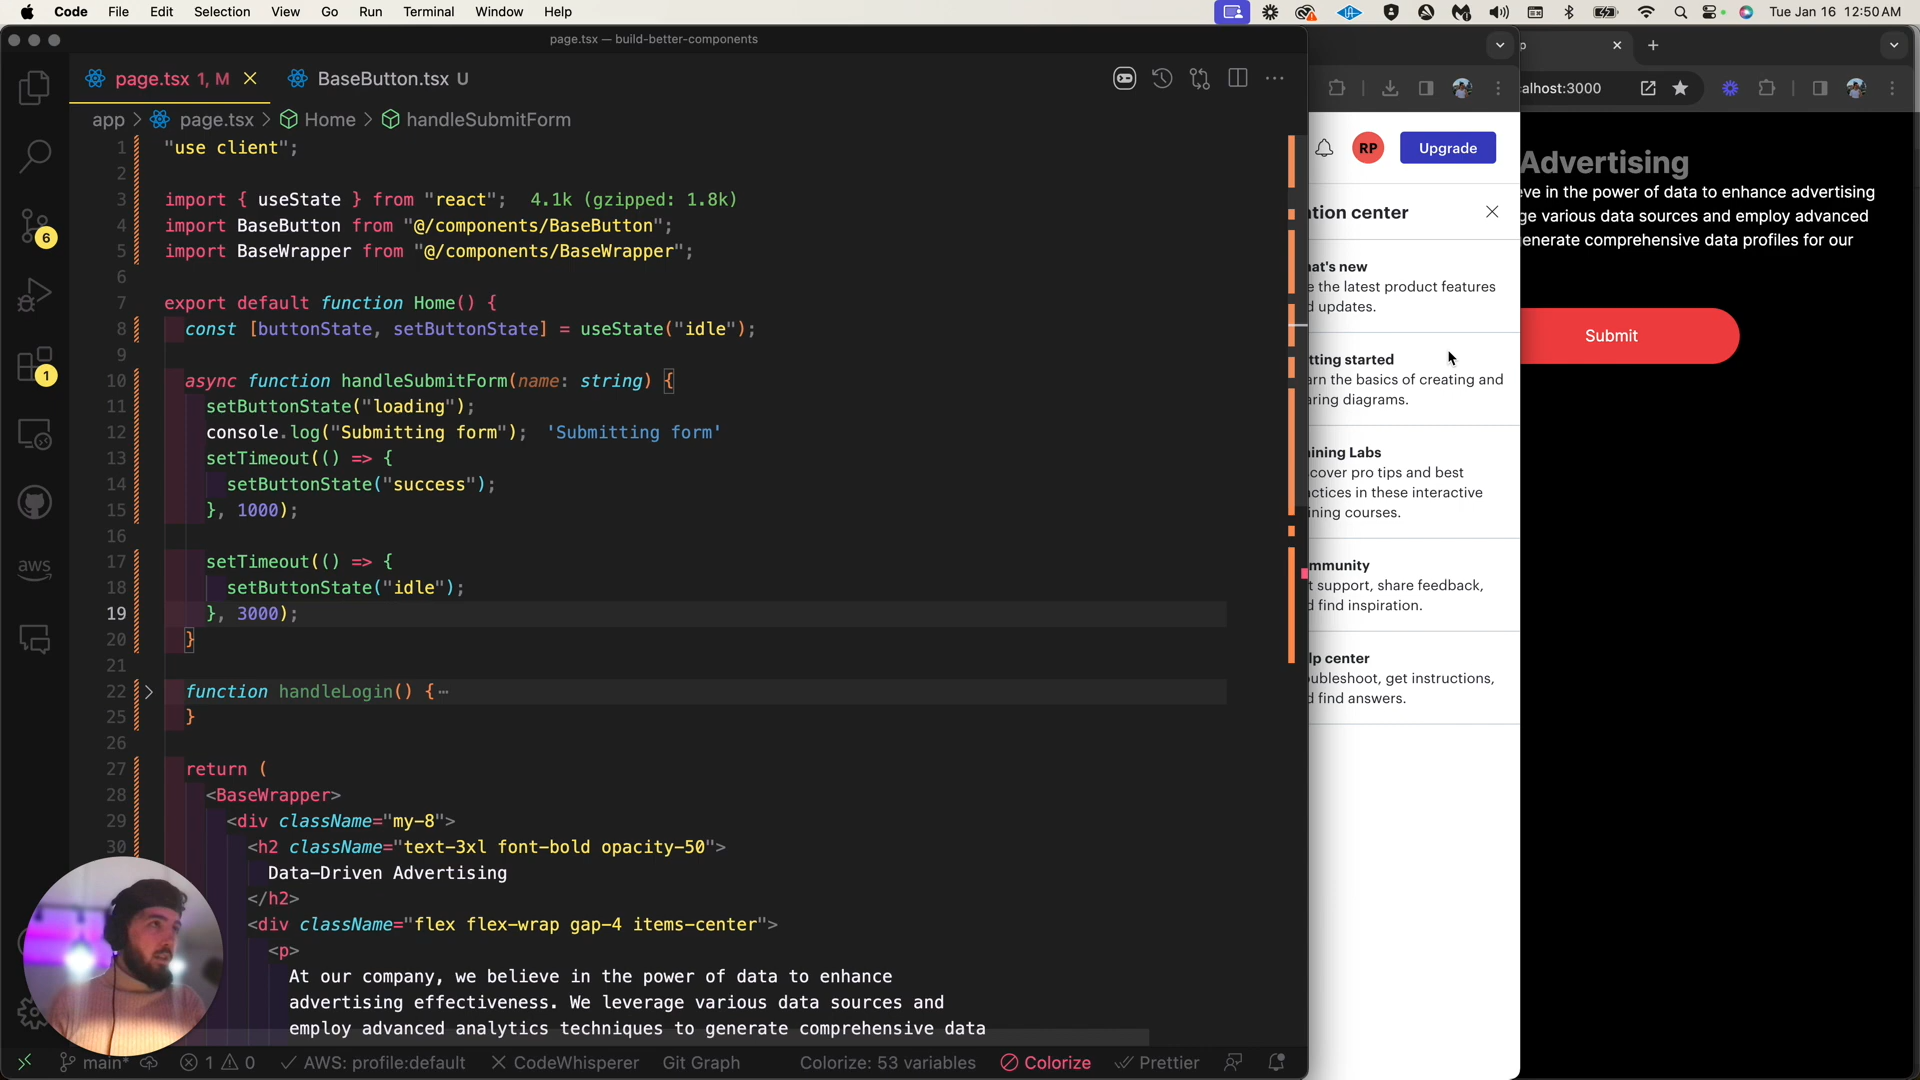 Code File Edit Selection View Go Run Terminal Window Help
Tue Jan 16 12:50 AM
page.tsx — build-better-components
page.tsx 1, M
BaseButton.tsx U
app > page.tsx > Home > handleSubmitForm
1 "use client";
2
3 import { useState } from "react"; 4.1k (gzipped: 1.8k)
4 import BaseButton from "@/components/BaseButton";
5 import BaseWrapper from "@/components/BaseWrapper";
6
7 export default function Home() {
8 const [buttonState, setButtonState] = useState("idle");
9
10 async function handleSubmitForm(name: string) {
11 setButtonState("loading");
12 console.log("Submitting form"); 'Submitting form'
13 setTimeout(() => {
14 setButtonState("success");
15 }, 1000);
16
17 setTimeout(() => {
18 setButtonState("idle");
19 }, 3000);
20 }
21
22 function handleLogin() {⋯
25 }
26
27 return (
28 <BaseWrapper>
29 <div className="my-8">
30 <h2 className="text-3xl font-bold opacity-50">
Data-Driven Advertising
</h2>
<div className="flex flex-wrap gap-4 items-center">
<p>
At our company, we believe in the power of data to enhance
advertising effectiveness. We leverage various data sources and
employ advanced analytics techniques to generate comprehensive data
6
1
aws
main*
1 0
AWS: profile:default
CodeWhisperer
Git Graph
Colorize: 53 variables
Colorize
Prettier
RP
Upgrade
ation center
hat's new
e the latest product features
d updates.
tting started
arn the basics of creating and
aring diagrams.
aining Labs
cover pro tips and best
actices in these interactive
ining courses.
mmunity
t support, share feedback,
d find inspiration.
lp center
oubleshoot, get instructions,
d find answers.
p
alhost:3000
Advertising
eve in the power of data to enhance advertising
ge various data sources and employ advanced
enerate comprehensive data profiles for our
Submit